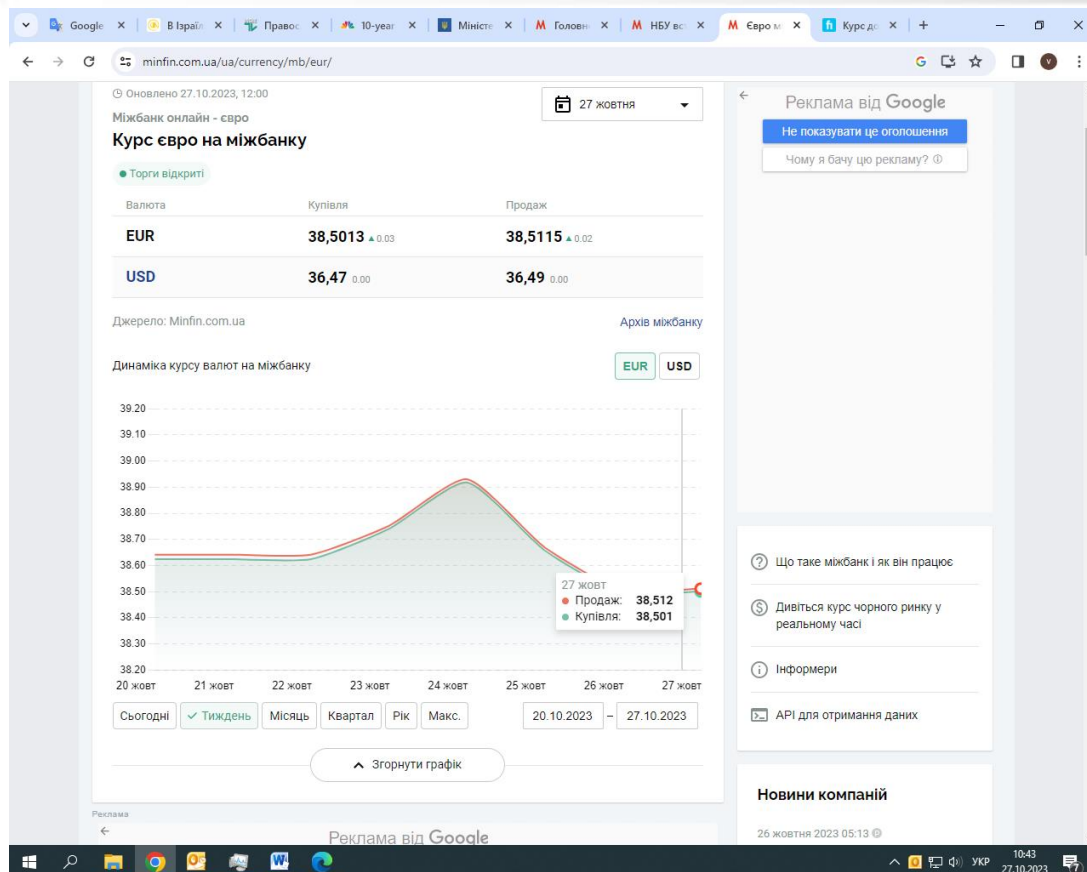 Google
В Ізраїл
Правос
10-year
Міністе
Головн
НБУ вс
Євро м
Курс до
minfin.com.ua/ua/currency/mb/eur/
Оновлено 27.10.2023, 12:00
27 жовтня
Міжбанк онлайн - євро
Курс євро на міжбанку
Торги відкриті
Валюта Купівля Продаж
EUR 38,5013 0.03 38,5115 0.02
USD 36,47 0.00 36,49 0.00
Джерело: Minfin.com.ua Архів міжбанку
Динаміка курсу валют на міжбанку EUR USD
39.20
39.10
39.00
38.90
38.80
38.70
38.60
38.50
38.40
38.30
38.20
27 жовт
Продаж: 38,512
Купівля: 38,501
20 жовт 21 жовт 22 жовт 23 жовт 24 жовт 25 жовт 26 жовт 27 жовт
Сьогодні Тиждень Місяць Квартал Рік Макс. 20.10.2023 – 27.10.2023
Згорнути графік
Реклама
Реклама від Google
Реклама від Google
Не показувати це оголошення
Чому я бачу цю рекламу?
Що таке міжбанк і як він працює
Дивіться курс чорного ринку у
реальному часі
Інформери
API для отримання даних
Новини компаній
26 жовтня 2023 05:13
УКР
10:43
27.10.2023